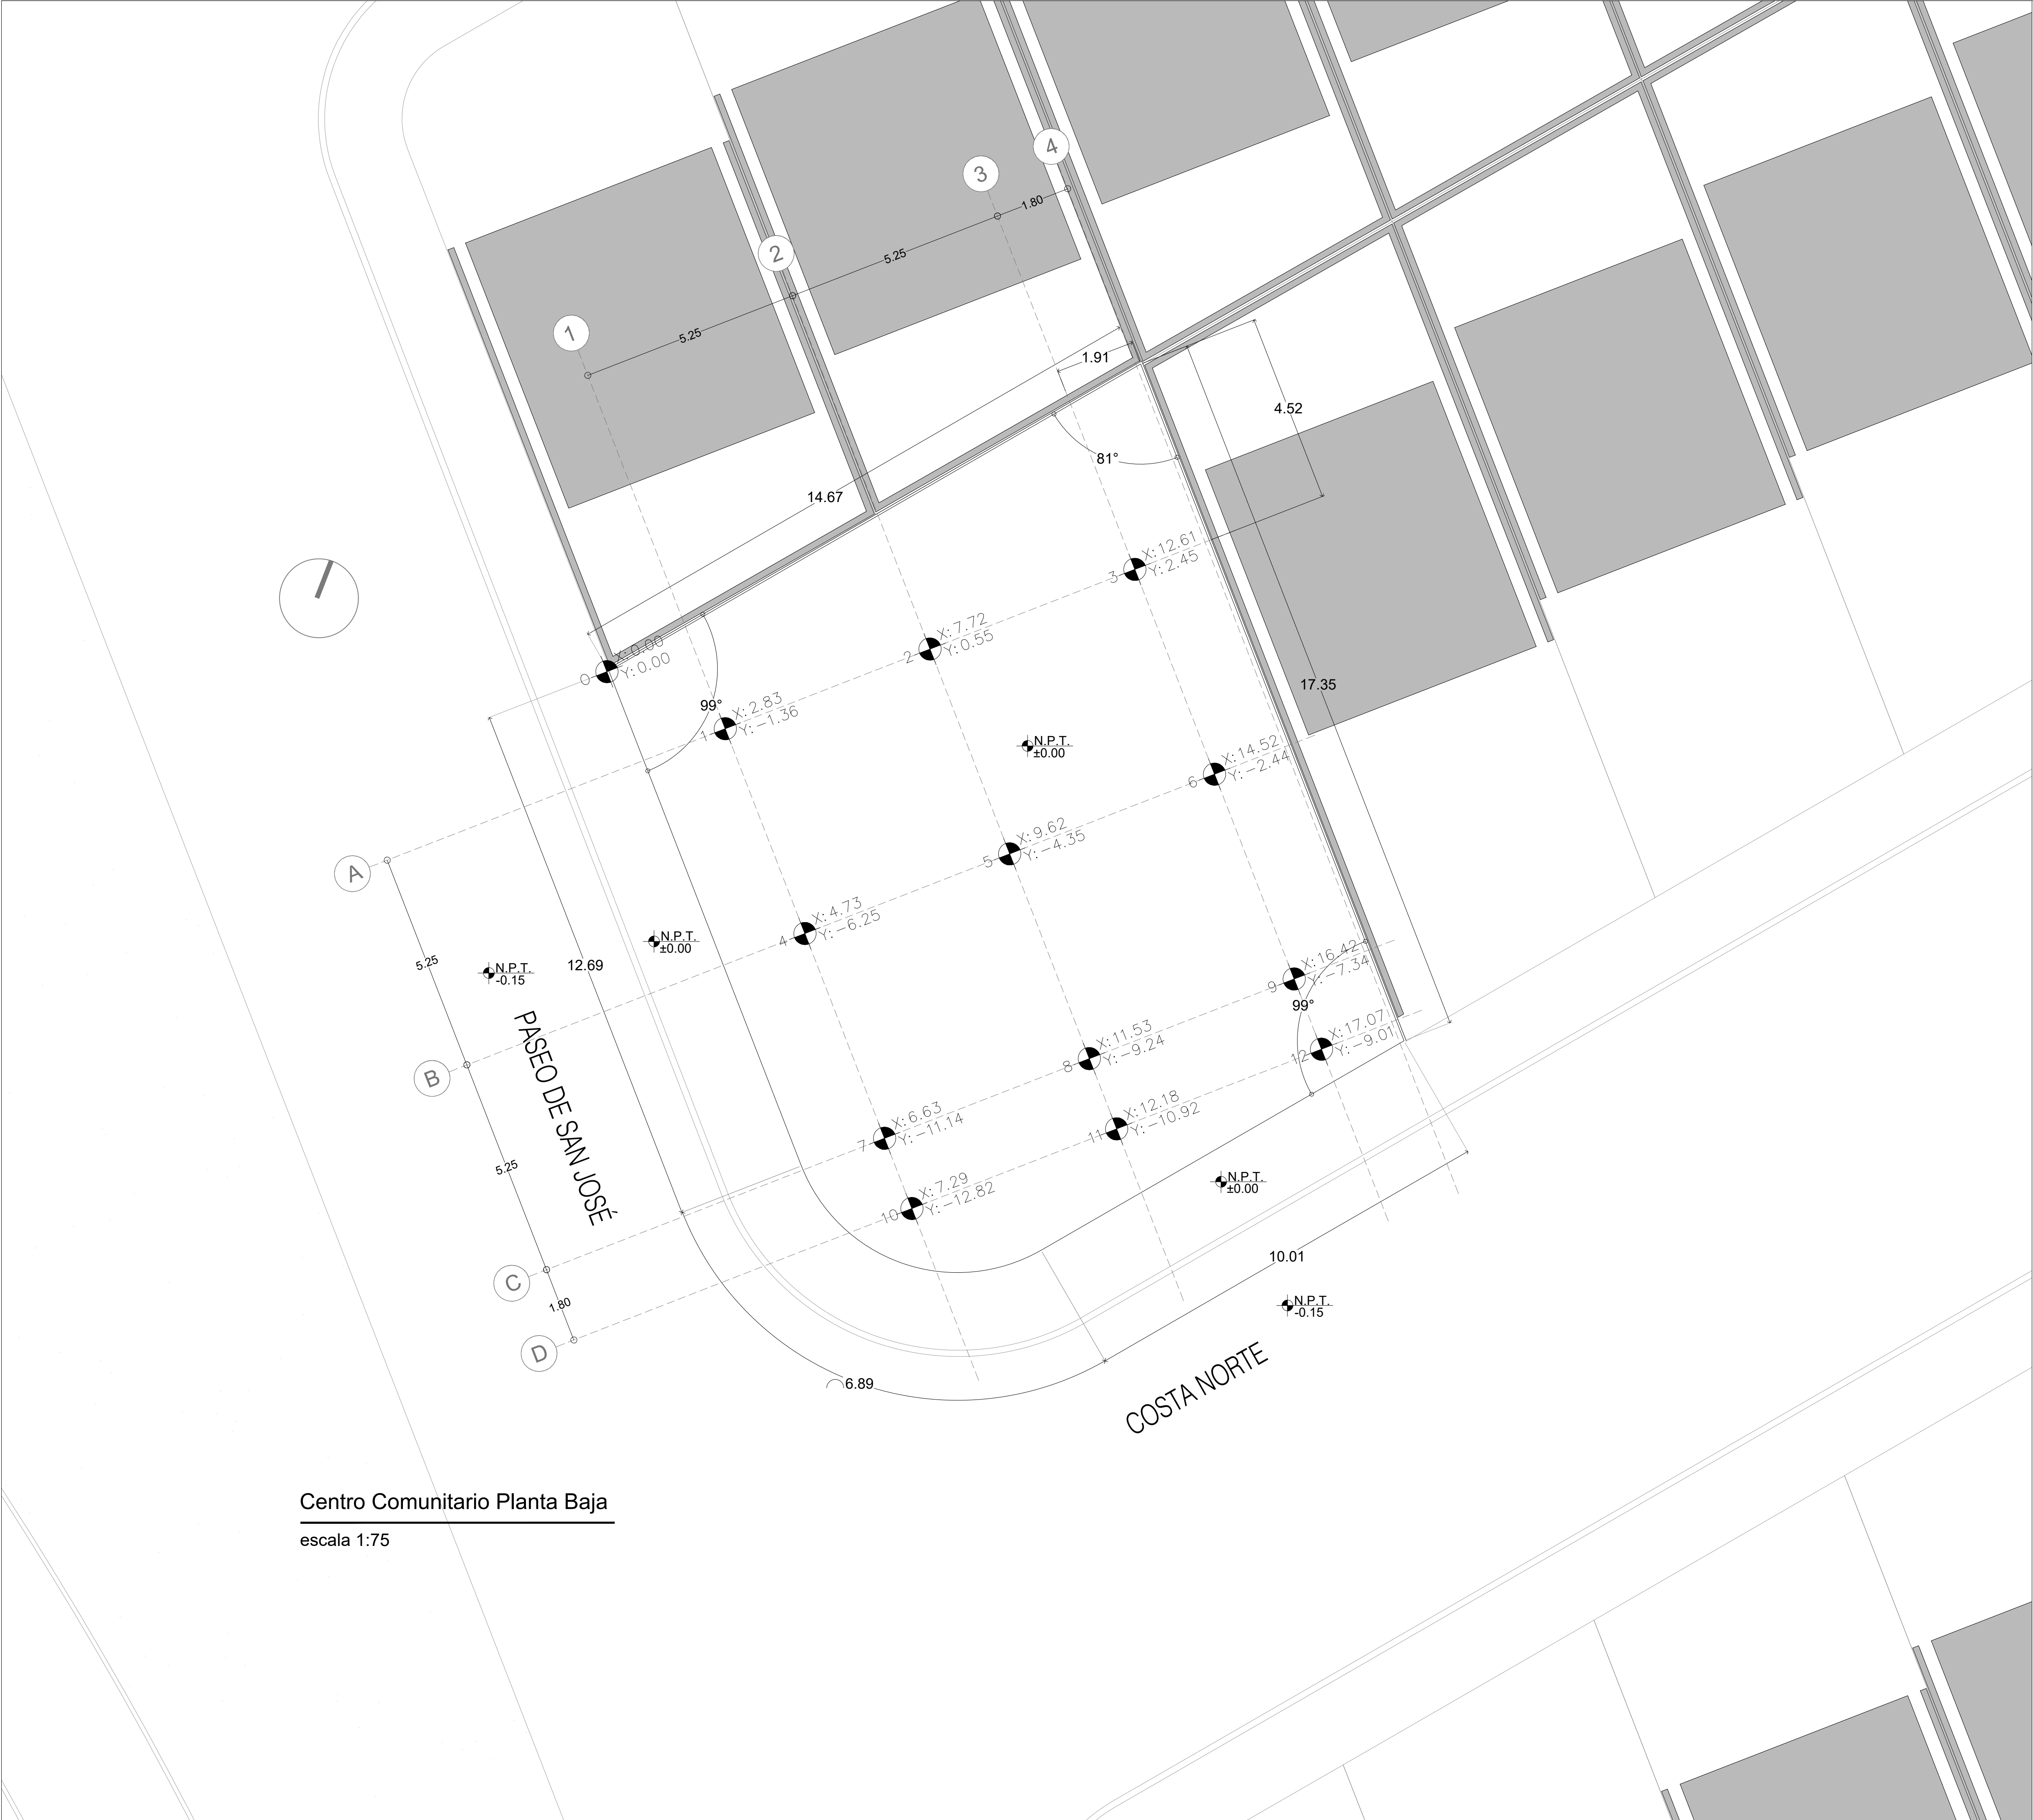 4
3
1.80
2
5.25
1
5.25
1.91
4.52
81°
14.67
3
X: 12.61
Y: 2.45
2
X: 7.72
Y: 0.55
0
X: 0.00
Y: 0.00
17.35
99°
1
X: 2.83
Y: -1.36
N.P.T.
±0.00
6
X: 14.52
Y: -2.44
5
X: 9.62
Y: -4.35
A
4
X: 4.73
Y: -6.25
N.P.T.
±0.00
5.25
12.69
N.P.T.
-0.15
9
X: 16.42
Y: -7.34
99°
PASEO DE SAN JOSÉ
B
8
X: 11.53
Y: -9.24
12
X: 17.07
Y: -9.01
7
X: 6.63
Y: -11.14
11
X: 12.18
Y: -10.92
5.25
N.P.T.
±0.00
10
X: 7.29
Y: -12.82
10.01
C
1.80
N.P.T.
-0.15
D
6.89
COSTA NORTE
Centro Comunitario Planta Baja
escala 1:75